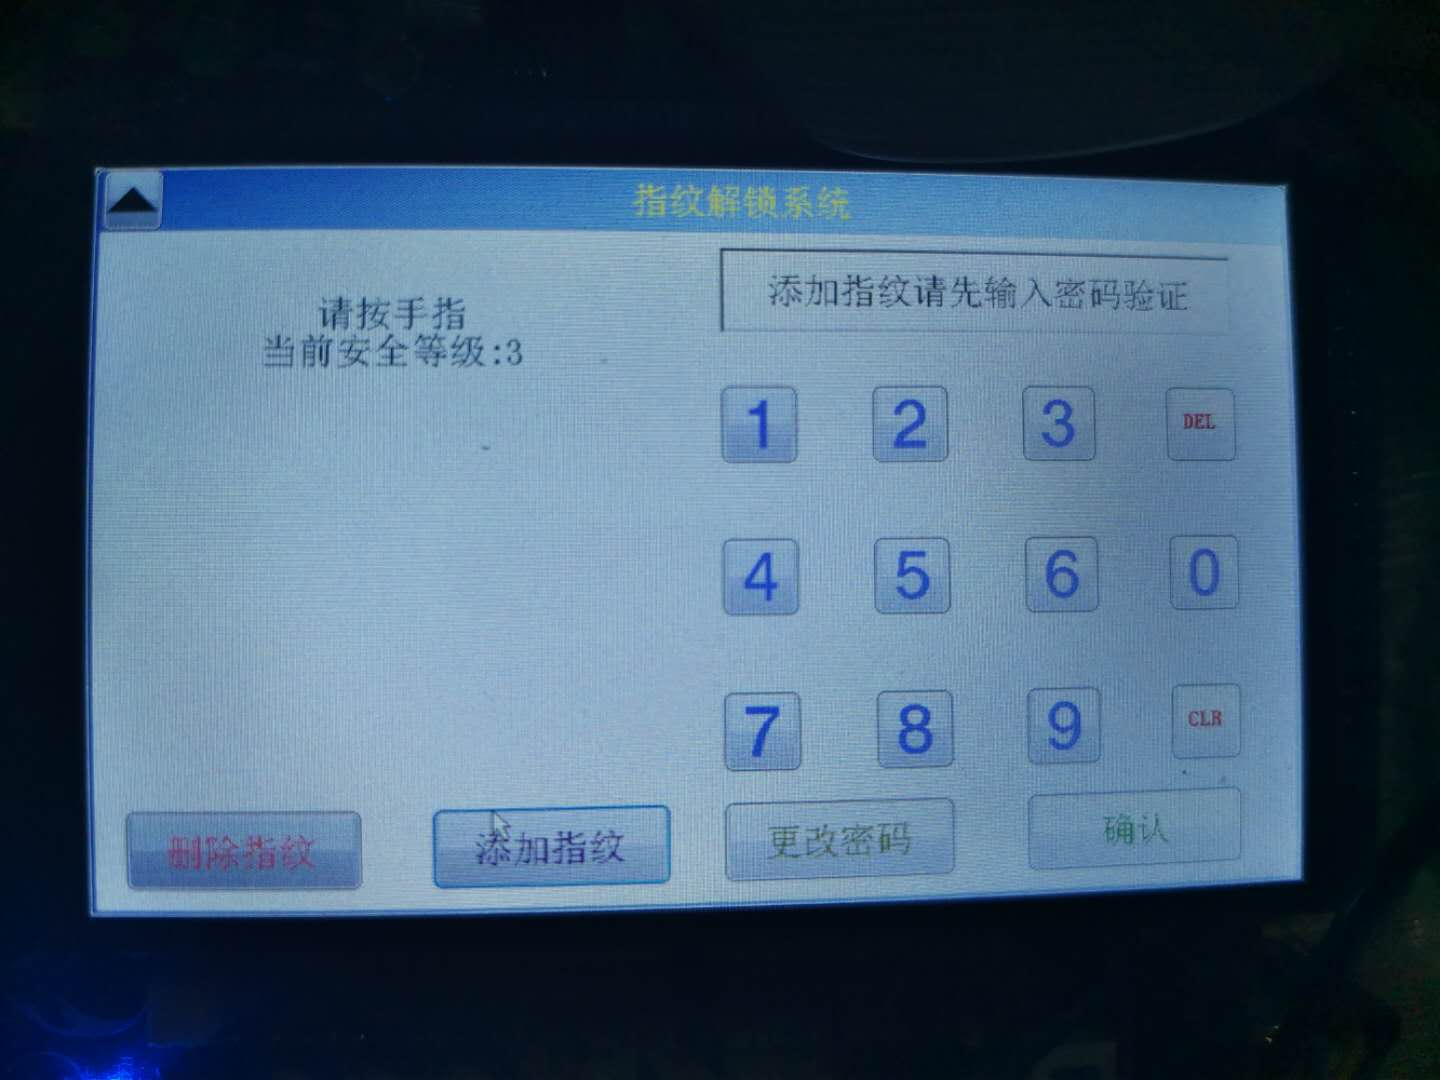 指纹解锁系统
请按手指
当前安全等级:3
添加指纹请先输入密码验证
1 2 3 DEL
4 5 6 0
7 8 9 CLR
删除指纹 添加指纹 更改密码 确认